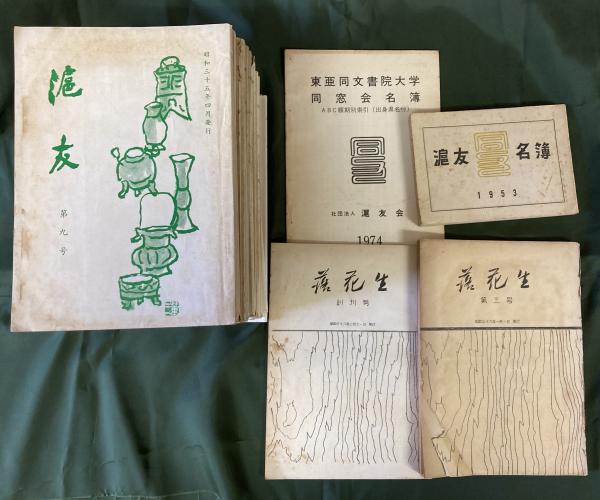 昭和三十五年四月発行
滬友
第九号
東亜同文書院大学
同窓会名簿
ABC順期別索引(出身県名付)
社団法人 滬友会
1974
滬友
名簿
1953
落花生
創刊号
落花生
第三号